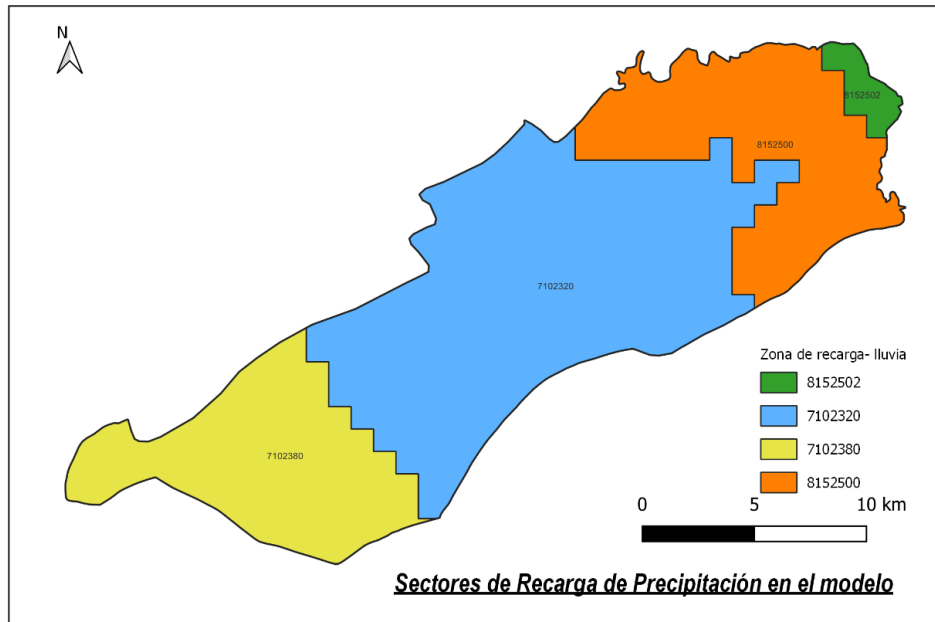 N
8152502
8152500
7102320
7102380
Zona de recarga- lluvia
8152502
7102320
7102380
8152500
0 5 10 km
Sectores de Recarga de Precipitación en el modelo